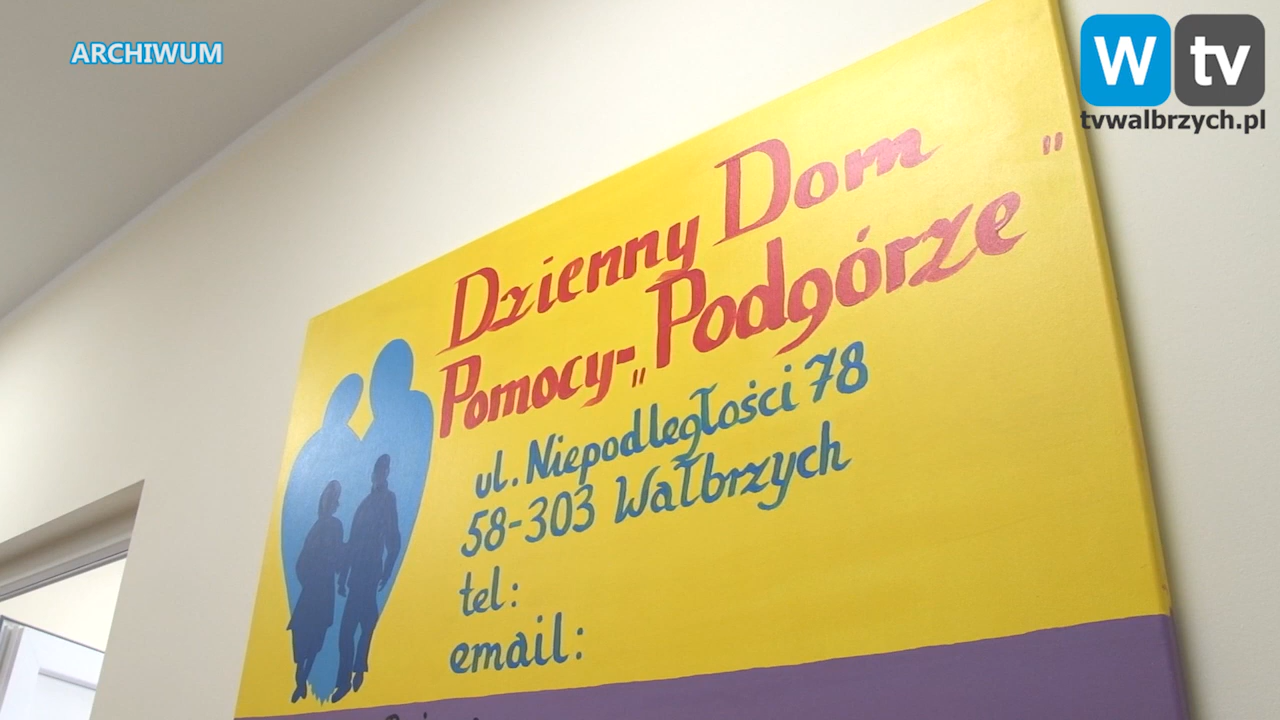 ARCHIWUM
W tv
tvwalbrzych.pl
Dzienny Dom
Pomocy-„Podgórze"
ul. Niepodległości 78
58-303 Wałbrzych
tel:
email: